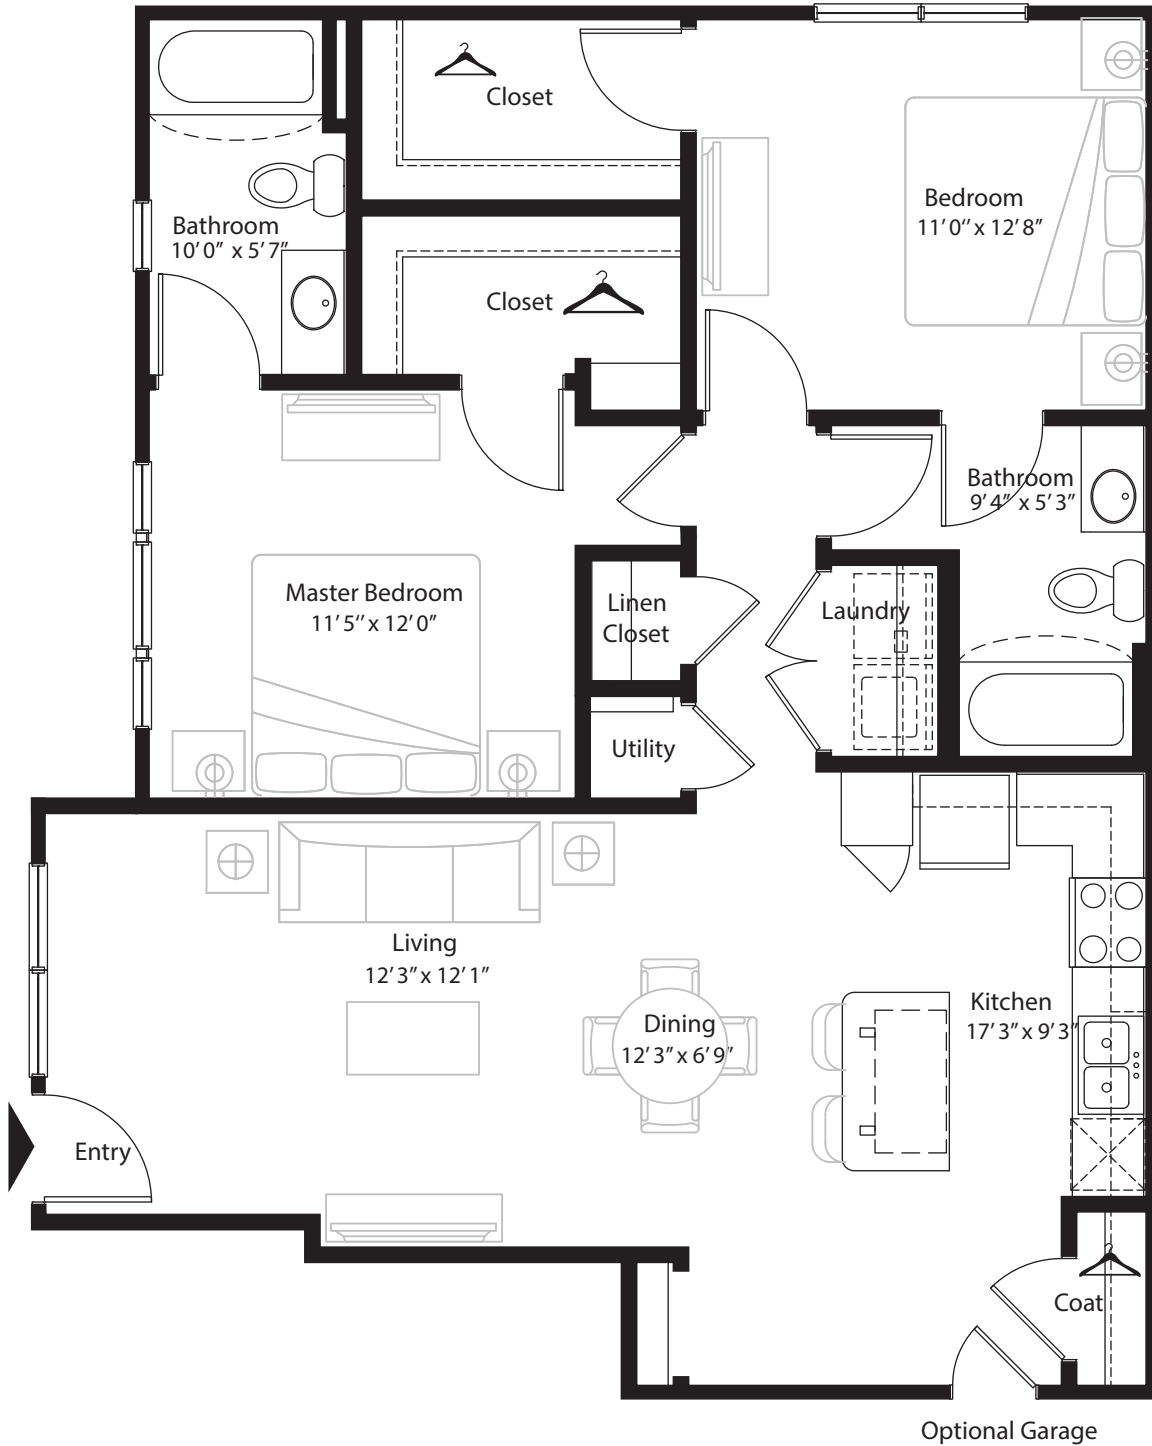 Closet
Bedroom
11'0" x 12'8"
Bathroom
10'0" x 5'7"
Closet
Bathroom
9'4" x 5'3"
Master Bedroom
11'5" x 12'0"
Linen
Closet
Laundry
Utility
Living
12'3" x 12'1"
Dining
12'3" x 6'9"
Kitchen
17'3" x 9'3"
Entry
Coat
Optional Garage